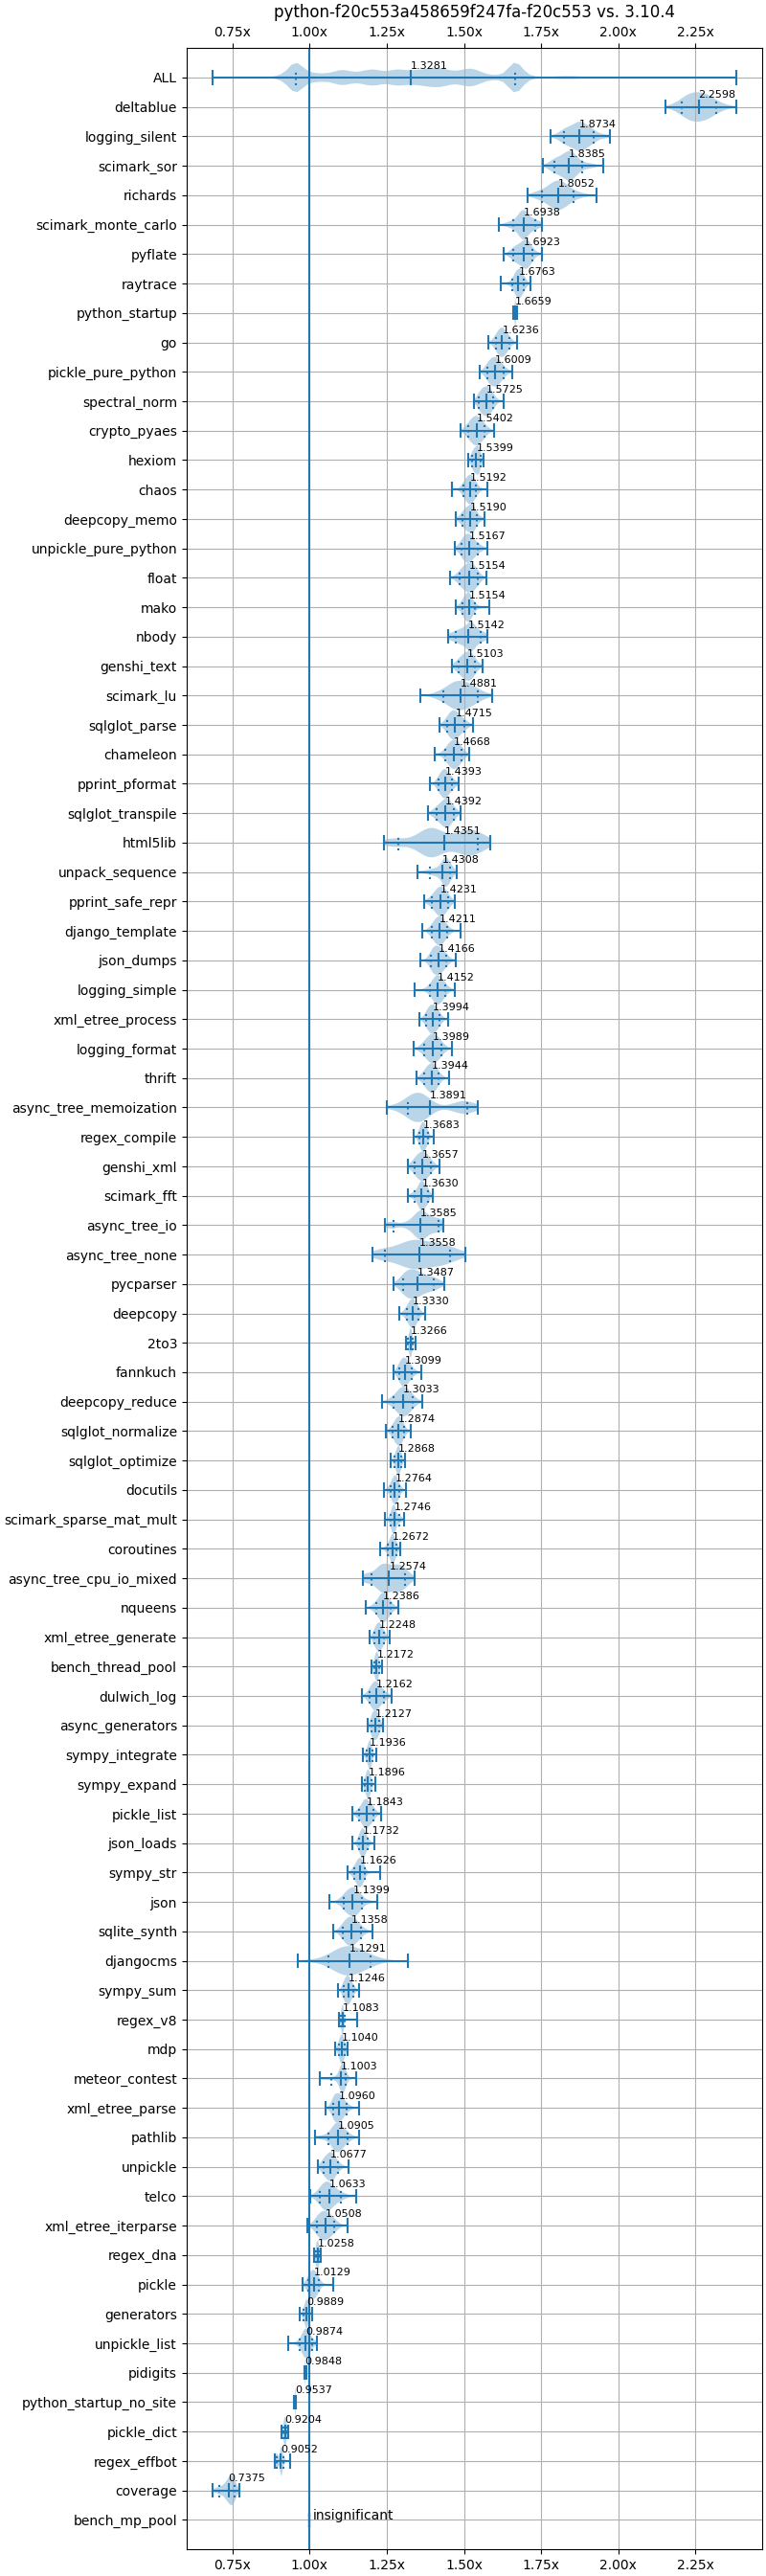 python-f20c553a458659f247fa-f20c553 vs. 3.10.4
0.75x 1.00x 1.25x 1.50x 1.75x 2.00x 2.25x
ALL 1.3281
deltablue 2.2598
logging_silent 1.8734
scimark_sor 1.8385
richards 1.8052
scimark_monte_carlo 1.6938
pyflate 1.6923
raytrace 1.6763
python_startup 1.6659
go 1.6236
pickle_pure_python 1.6009
spectral_norm 1.5725
crypto_pyaes 1.5402
hexiom 1.5399
chaos 1.5192
deepcopy_memo 1.5190
unpickle_pure_python 1.5167
float 1.5154
mako 1.5154
nbody 1.5142
genshi_text 1.5103
scimark_lu 1.4881
sqlglot_parse 1.4715
chameleon 1.4668
pprint_pformat 1.4393
sqlglot_transpile 1.4392
html5lib 1.4351
unpack_sequence 1.4308
pprint_safe_repr 1.4231
django_template 1.4211
json_dumps 1.4166
logging_simple 1.4152
xml_etree_process 1.3994
logging_format 1.3989
thrift 1.3944
async_tree_memoization 1.3891
regex_compile 1.3683
genshi_xml 1.3657
scimark_fft 1.3630
async_tree_io 1.3585
async_tree_none 1.3558
pycparser 1.3487
deepcopy 1.3330
2to3 1.3266
fannkuch 1.3099
deepcopy_reduce 1.3033
sqlglot_normalize 1.2874
sqlglot_optimize 1.2868
docutils 1.2764
scimark_sparse_mat_mult 1.2746
coroutines 1.2672
async_tree_cpu_io_mixed 1.2574
nqueens 1.2386
xml_etree_generate 1.2248
bench_thread_pool 1.2172
dulwich_log 1.2162
async_generators 1.2127
sympy_integrate 1.1936
sympy_expand 1.1896
pickle_list 1.1843
json_loads 1.1732
sympy_str 1.1626
json 1.1399
sqlite_synth 1.1358
djangocms 1.1291
sympy_sum 1.1246
regex_v8 1.1083
mdp 1.1040
meteor_contest 1.1003
xml_etree_parse 1.0960
pathlib 1.0905
unpickle 1.0677
telco 1.0633
xml_etree_iterparse 1.0508
regex_dna 1.0258
pickle 1.0129
generators 0.9889
unpickle_list 0.9874
pidigits 0.9848
python_startup_no_site 0.9537
pickle_dict 0.9204
regex_effbot 0.9052
coverage 0.7375
bench_mp_pool insignificant
0.75x 1.00x 1.25x 1.50x 1.75x 2.00x 2.25x